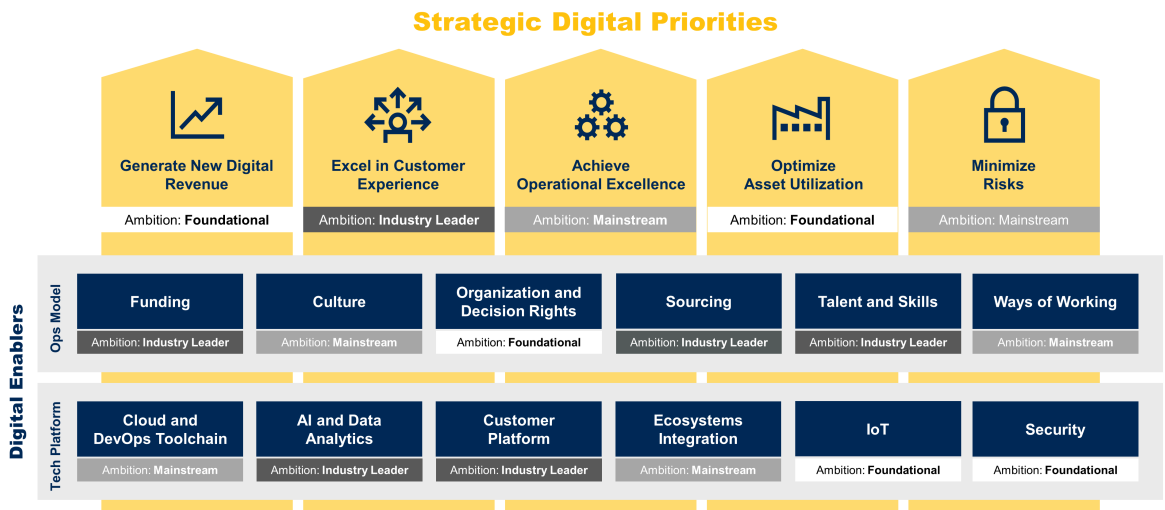 Strategic Digital Priorities
Generate New Digital
Revenue
Ambition: Foundational
Excel in Customer
Experience
Ambition: Industry Leader
Achieve
Operational Excellence
Ambition: Mainstream
Optimize
Asset Utilization
Ambition: Foundational
Minimize
Risks
Ambition: Mainstream
Digital Enablers
Ops Model
Funding
Ambition: Industry Leader
Culture
Ambition: Mainstream
Organization and
Decision Rights
Ambition: Foundational
Sourcing
Ambition: Industry Leader
Talent and Skills
Ambition: Industry Leader
Ways of Working
Ambition: Mainstream
Tech Platform
Cloud and
DevOps Toolchain
Ambition: Mainstream
AI and Data
Analytics
Ambition: Industry Leader
Customer
Platform
Ambition: Industry Leader
Ecosystems
Integration
Ambition: Mainstream
IoT
Ambition: Foundational
Security
Ambition: Foundational